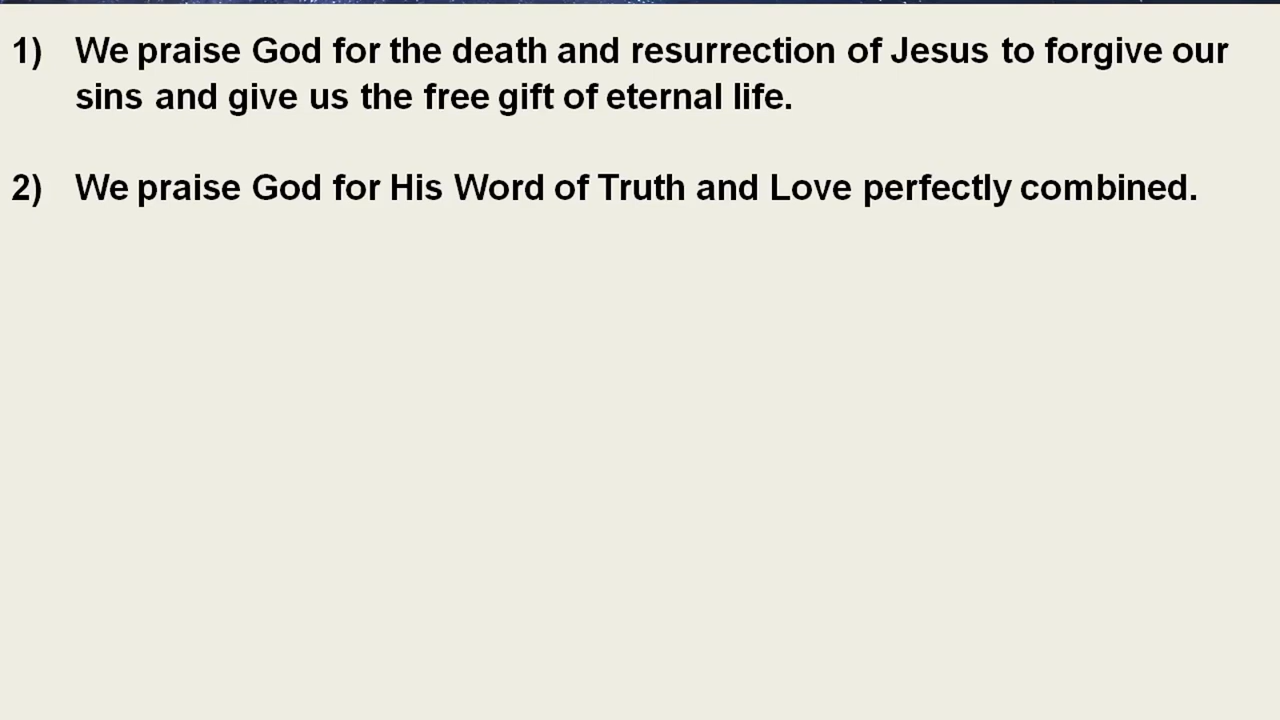 1) We praise God for the death and resurrection of Jesus to forgive our
sins and give us the free gift of eternal life.
2) We praise God for His Word of Truth and Love perfectly combined.